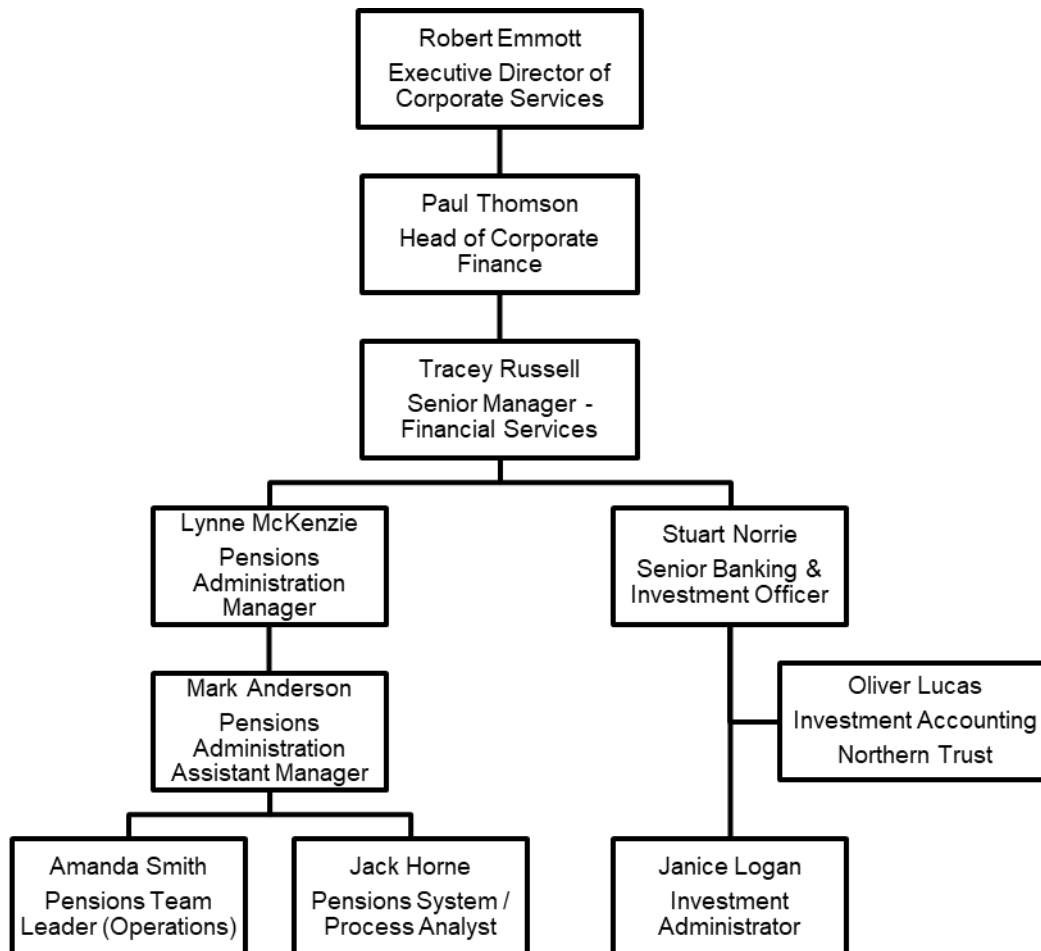 Robert Emmott
Executive Director of
Corporate Services
Paul Thomson
Head of Corporate
Finance
Tracey Russell
Senior Manager -
Financial Services
Lynne McKenzie
Pensions
Administration
Manager
Stuart Norrie
Senior Banking &
Investment Officer
Mark Anderson
Pensions
Administration
Assistant Manager
Oliver Lucas
Investment Accounting
Northern Trust
Amanda Smith
Pensions Team
Leader (Operations)
Jack Horne
Pensions System /
Process Analyst
Janice Logan
Investment
Administrator